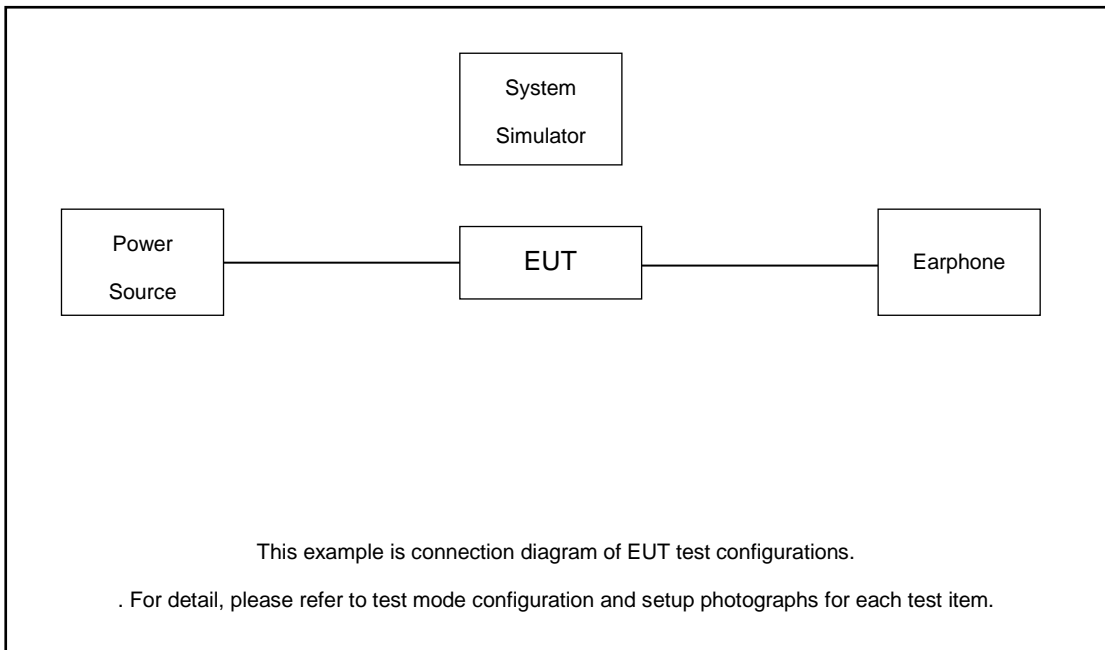 System
Simulator
Power
Source
EUT
Earphone
This example is connection diagram of EUT test configurations.
. For detail, please refer to test mode configuration and setup photographs for each test item.